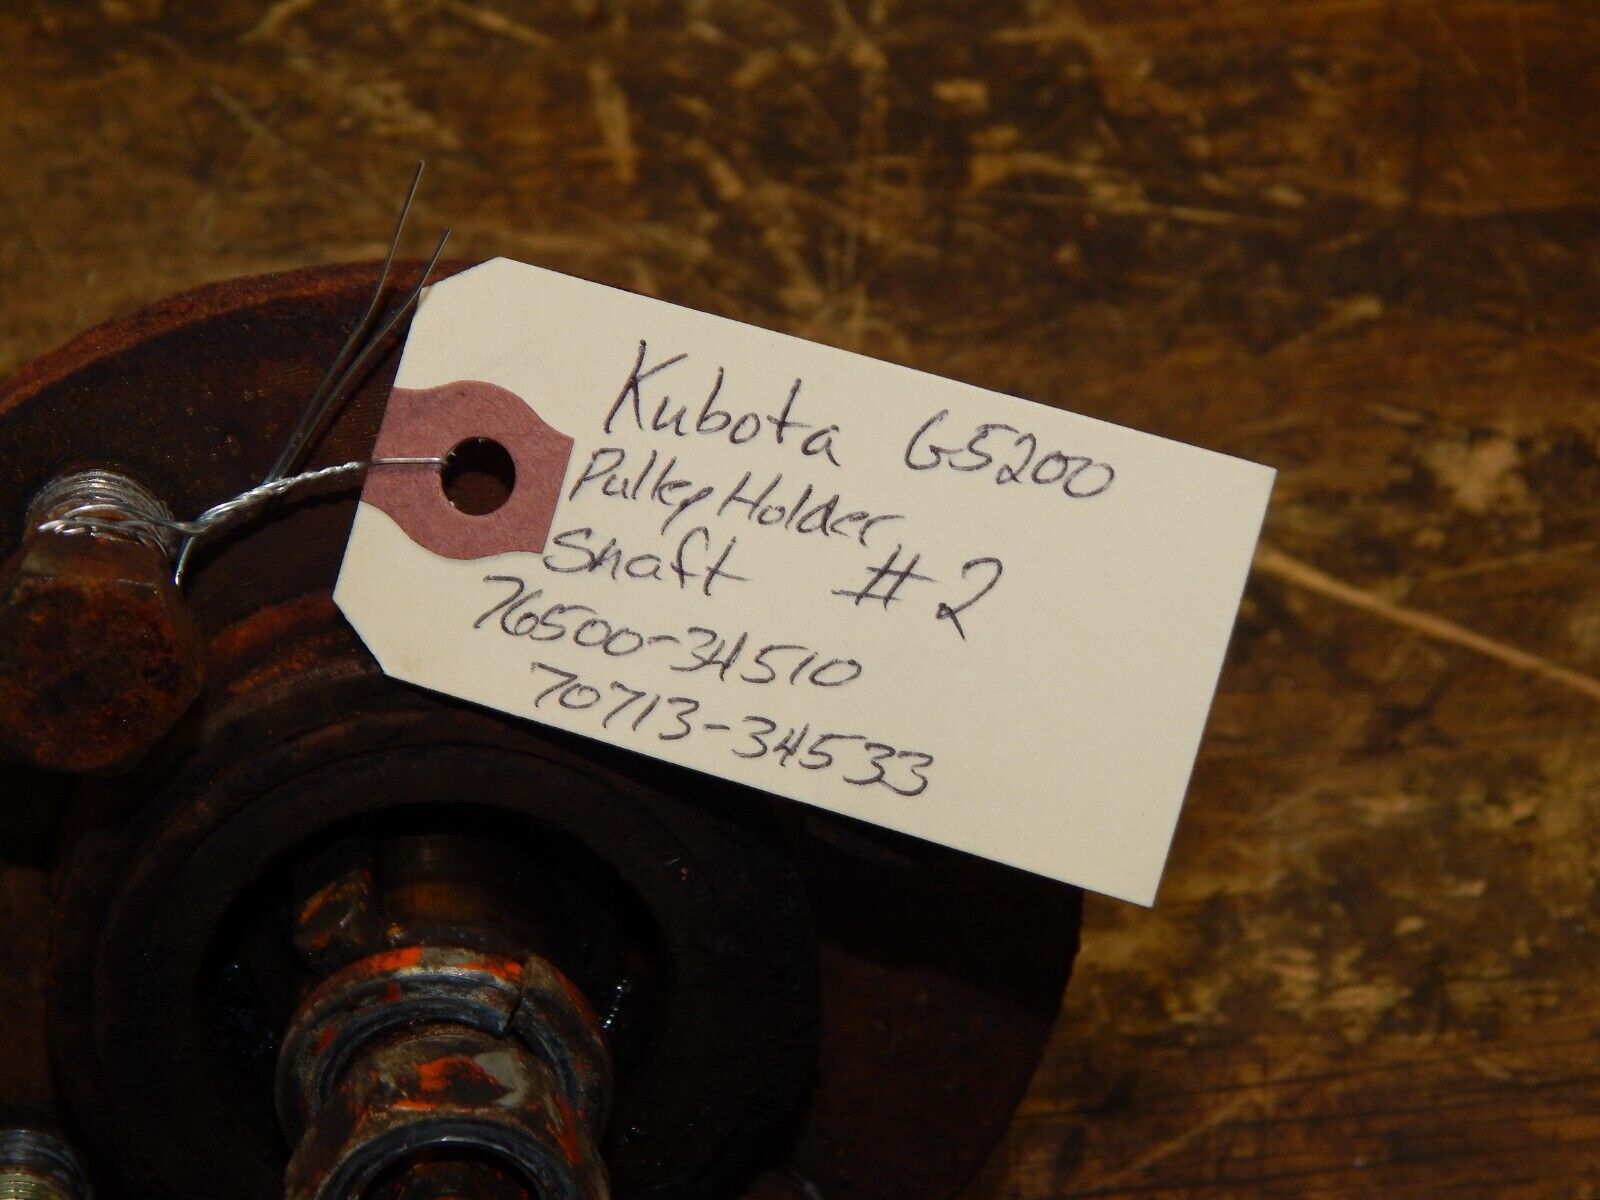 Kubota G5200
Pulley Holder
Shaft #2
76500-34510
70713-34533